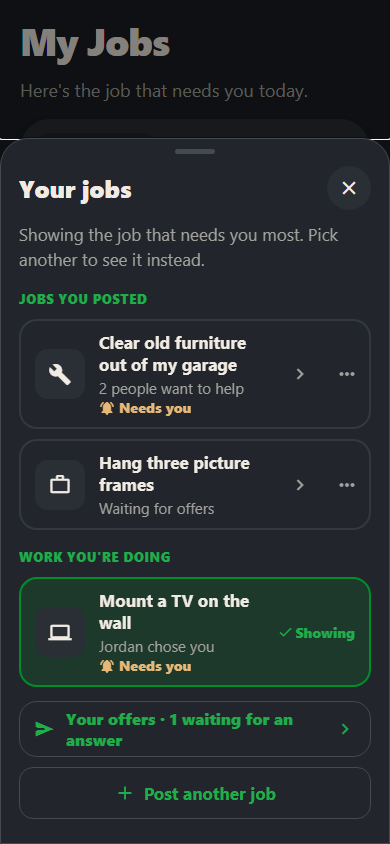 My Jobs
Here's the job that needs you today.
Your jobs
Showing the job that needs you most. Pick
another to see it instead.
JOBS YOU POSTED
Clear old furniture
out of my garage
2 people want to help
Needs you
Hang three picture
frames
Waiting for offers
WORK YOU'RE DOING
Mount a TV on the
wall
Jordan chose you
Needs you
Showing
Your offers · 1 waiting for an
answer
Post another job